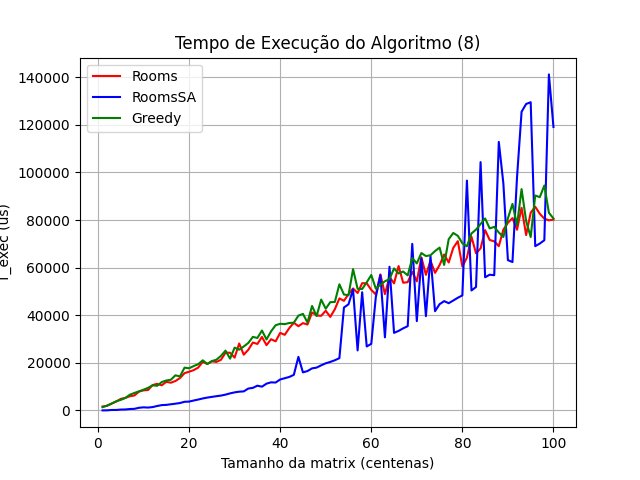 Tempo de Execução do Algoritmo (8)
Rooms
RoomsSA
Greedy
140000
120000
100000
80000
60000
40000
20000
0
T_exec (us)
0
20
40
60
80
100
Tamanho da matrix (centenas)